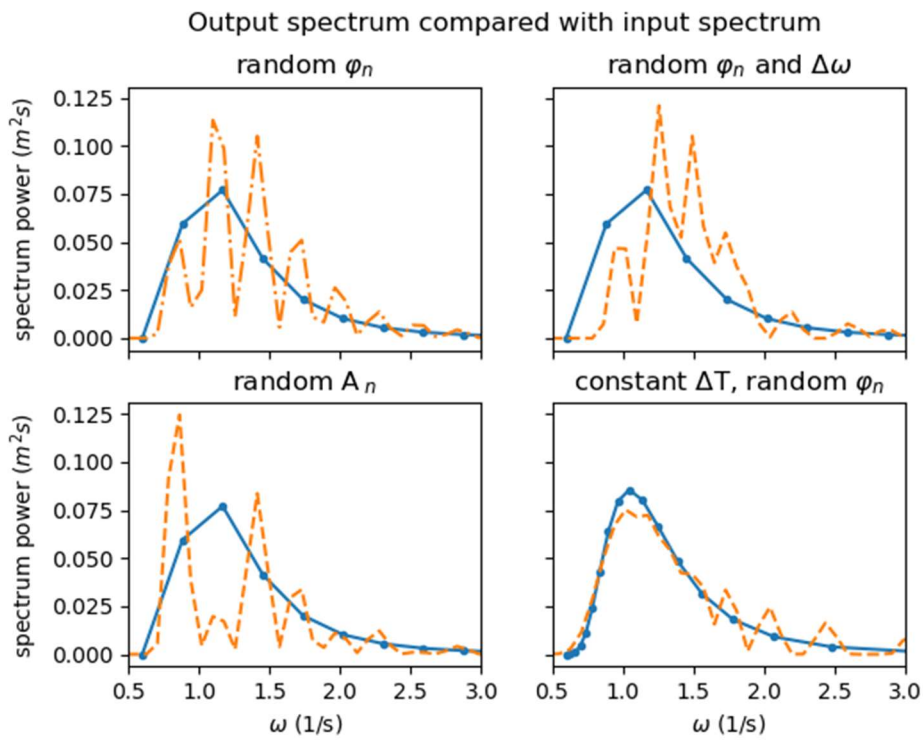 Output spectrum compared with input spectrum
random φn
random φn and Δω
spectrum power (m²s)
0.125
0.100
0.075
0.050
0.025
0.000
random A n
constant ΔT, random φn
spectrum power (m²s)
0.125
0.100
0.075
0.050
0.025
0.000
0.5 1.0 1.5 2.0 2.5 3.0
0.5 1.0 1.5 2.0 2.5 3.0
ω (1/s)
ω (1/s)